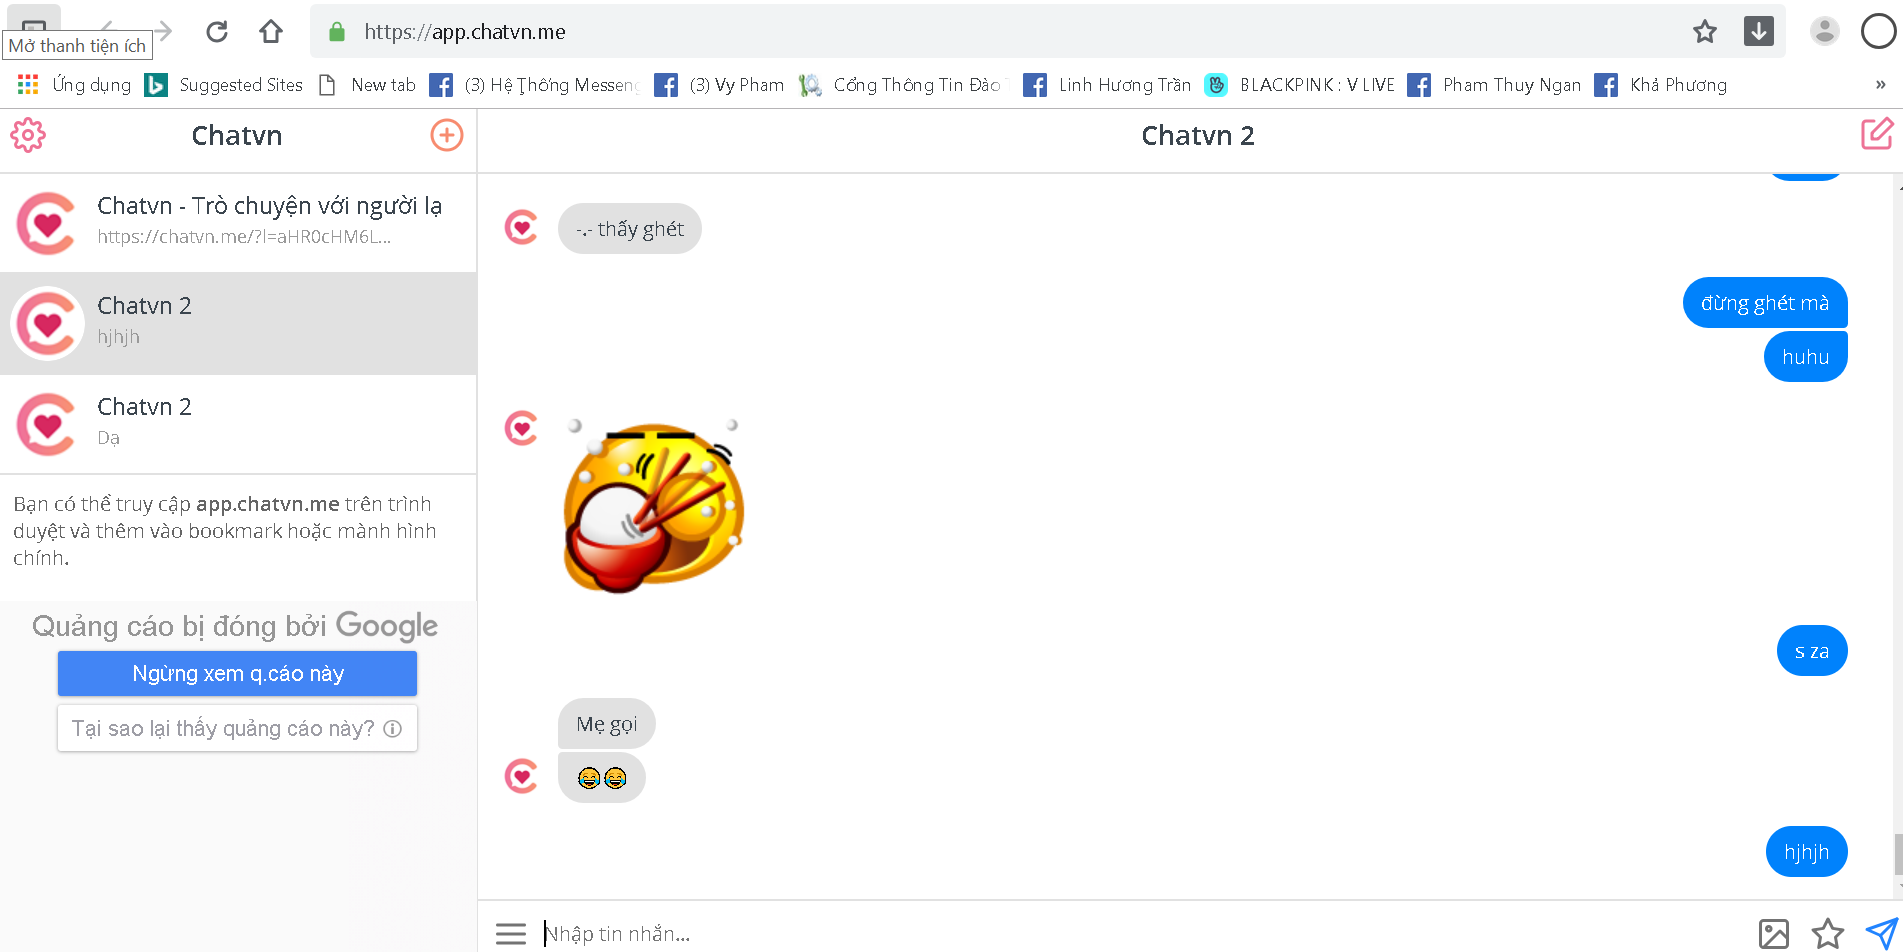 https://app.chatvn.me
Mở thanh tiện ích
Ứng dụng Suggested Sites New tab (3) Hệ Thống Messeng (3) Vy Pham Cổng Thông Tin Đào Linh Hương Trần BLACKPINK : V LIVE Pham Thuy Ngan Khả Phương »
Chatvn
Chatvn 2
Chatvn - Trò chuyện với người lạ
https://chatvn.me/?l=aHR0cHM6L...
Chatvn 2
hjhjh
Chatvn 2
Dạ
Bạn có thể truy cập app.chatvn.me trên trình
duyệt và thêm vào bookmark hoặc mành hình
chính.
Quảng cáo bị đóng bởi Google
Ngừng xem q.cáo này
Tại sao lại thấy quảng cáo này?
-.- thấy ghét
đừng ghét mà
huhu
s za
Mẹ gọi
😂😂
hjhjh
Nhập tin nhắn...